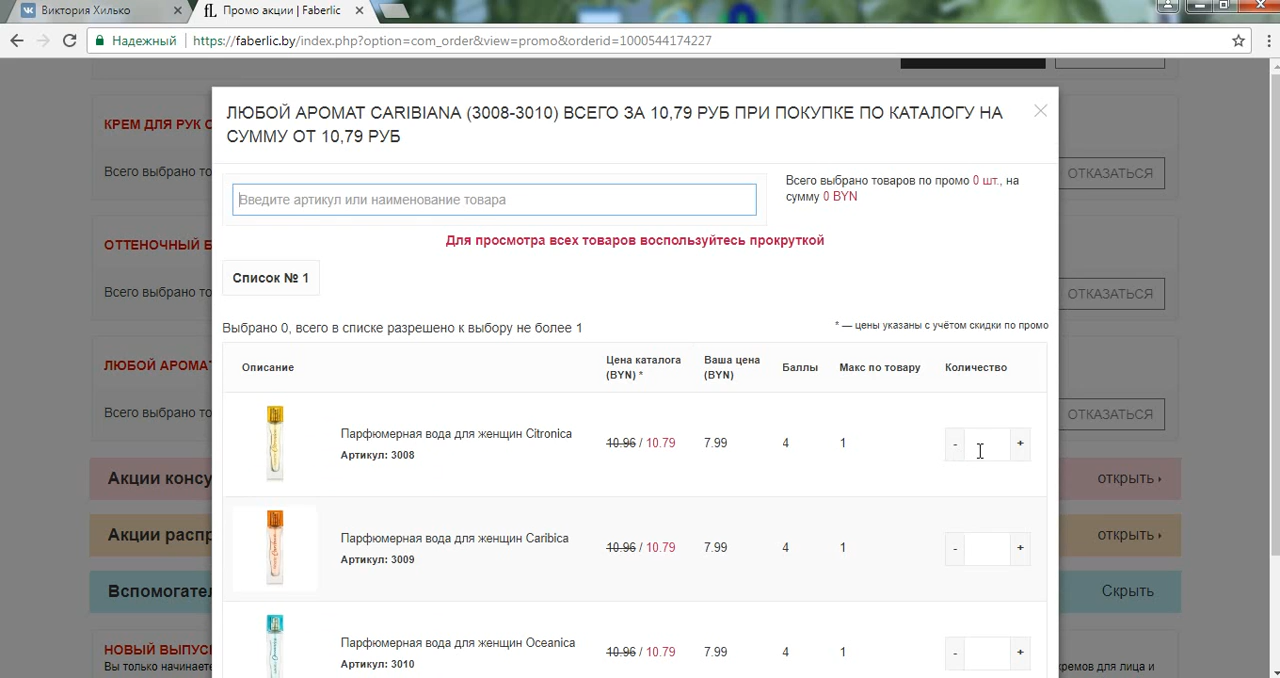 Виктория Хилько
Промо акции | Faberlic
Надежный
https://faberlic.by/index.php?option=com_order&view=promo&orderid=1000544174227
ЛЮБОЙ АРОМАТ CARIBIANA (3008-3010) ВСЕГО ЗА 10,79 РУБ ПРИ ПОКУПКЕ ПО КАТАЛОГУ НА
СУММУ ОТ 10,79 РУБ
Введите артикул или наименование товара
Всего выбрано товаров по промо 0 шт., на
сумму 0 BYN
Для просмотра всех товаров воспользуйтесь прокруткой
Список № 1
Выбрано 0, всего в списке разрешено к выбору не более 1
* — цены указаны с учётом скидки по промо
Описание
Цена каталога
(BYN) *
Ваша цена
(BYN)
Баллы
Макс по товару
Количество
Парфюмерная вода для женщин Citronica
Артикул: 3008
10.96 / 10.79
7.99
4
1
- +
Парфюмерная вода для женщин Caribica
Артикул: 3009
10.96 / 10.79
7.99
4
1
- +
Парфюмерная вода для женщин Oceanica
Артикул: 3010
10.96 / 10.79
7.99
4
1
- +
КРЕМ ДЛЯ РУК С
Всего выбрано то
ОТКАЗАТЬСЯ
ОТТЕНОЧНЫЙ Б
Всего выбрано то
ОТКАЗАТЬСЯ
ЛЮБОЙ АРОМАТ
Всего выбрано то
ОТКАЗАТЬСЯ
Акции консу
открыть
Акции расп
открыть
Вспомогател
Скрыть
НОВЫЙ ВЫПУС
Вы только начинаете
кремов для лица и